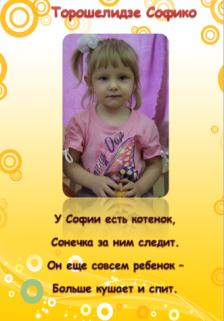 Торошелидзе Софико
У Софии есть котенок,
Сонечка за ним следит.
Он еще совсем ребенок –
Больше кушает и спит.